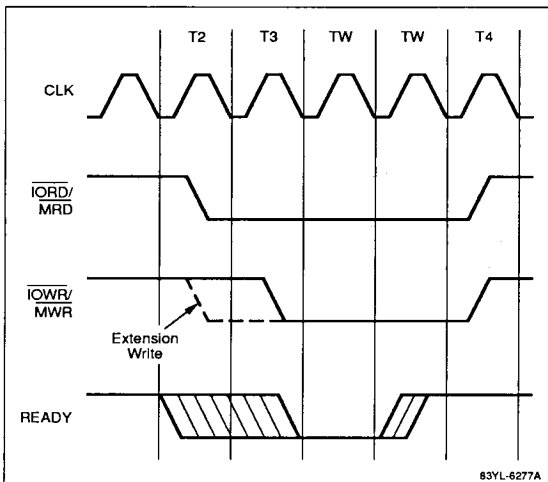 T2 T3 TW TW T4
CLK
IORD/
MRD
IOWR/
MWR
Extension
Write
READY
83YL-6277A